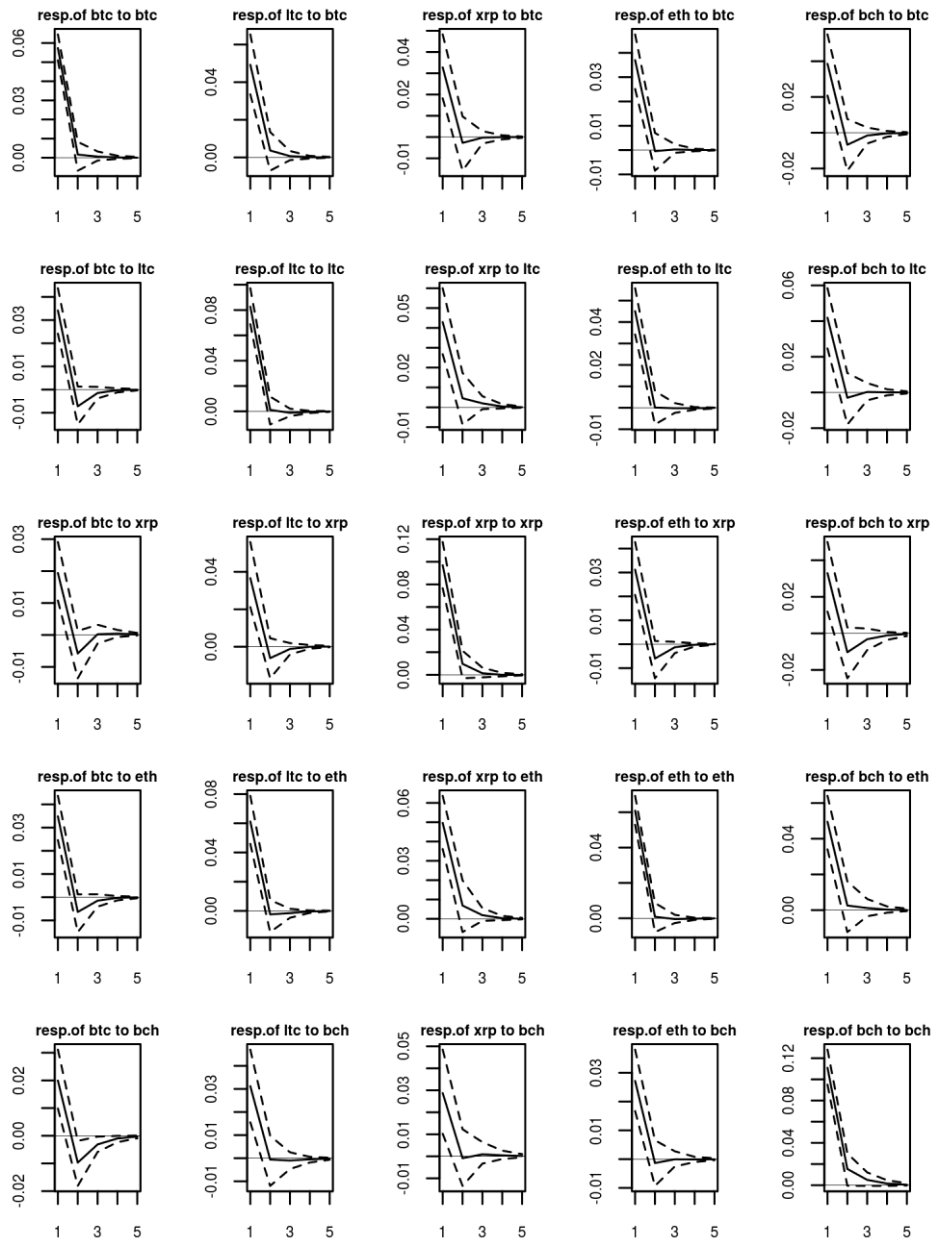 resp.of btc to btc resp.of ltc to btc resp.of xrp to btc resp.of eth to btc resp.of bch to btc
0.06 0.03 0.00 0.04 0.00 0.04 0.02 -0.01 0.03 0.01 -0.01 0.02 -0.02
1 3 5 1 3 5 1 3 5 1 3 5 1 3 5
resp.of btc to ltc resp.of ltc to ltc resp.of xrp to ltc resp.of eth to ltc resp.of bch to ltc
0.03 0.01 -0.01 0.08 0.04 0.00 0.05 0.02 -0.01 0.04 0.02 -0.01 0.06 0.02 -0.02
1 3 5 1 3 5 1 3 5 1 3 5 1 3 5
resp.of btc to xrp resp.of ltc to xrp resp.of xrp to xrp resp.of eth to xrp resp.of bch to xrp
0.03 0.01 -0.01 0.04 0.00 0.12 0.08 0.04 0.00 0.03 0.01 -0.01 0.02 -0.02
1 3 5 1 3 5 1 3 5 1 3 5 1 3 5
resp.of btc to eth resp.of ltc to eth resp.of xrp to eth resp.of eth to eth resp.of bch to eth
0.03 0.01 -0.01 0.08 0.04 0.00 0.06 0.03 0.00 0.04 0.00 0.04 0.00
1 3 5 1 3 5 1 3 5 1 3 5 1 3 5
resp.of btc to bch resp.of ltc to bch resp.of xrp to bch resp.of eth to bch resp.of bch to bch
0.02 0.00 -0.02 0.03 0.01 -0.01 0.05 0.03 0.01 -0.01 0.03 0.01 -0.01 0.12 0.08 0.04 0.00
1 3 5 1 3 5 1 3 5 1 3 5 1 3 5